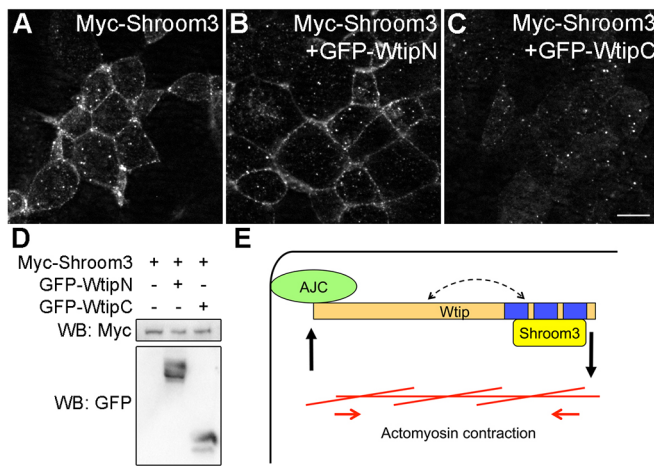 A
Myc-Shroom3
B
Myc-Shroom3
+GFP-WtipN
C
Myc-Shroom3
+GFP-WtipC
D
Myc-Shroom3 + + +
GFP-WtipN - + -
GFP-WtipC - - +
WB: Myc
WB: GFP
E
AJC
Wtip
Shroom3
Actomyosin contraction